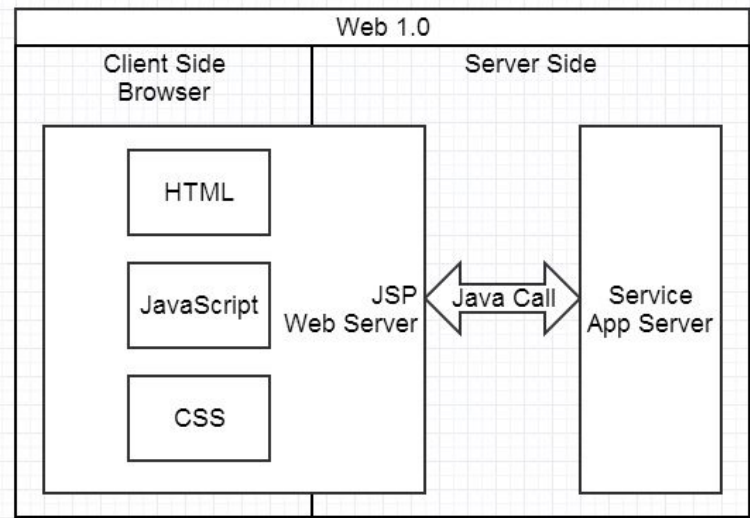 Web 1.0
Client Side
Browser
Server Side
HTML
JavaScript
CSS
JSP
Web Server
Java Call
Service
App Server